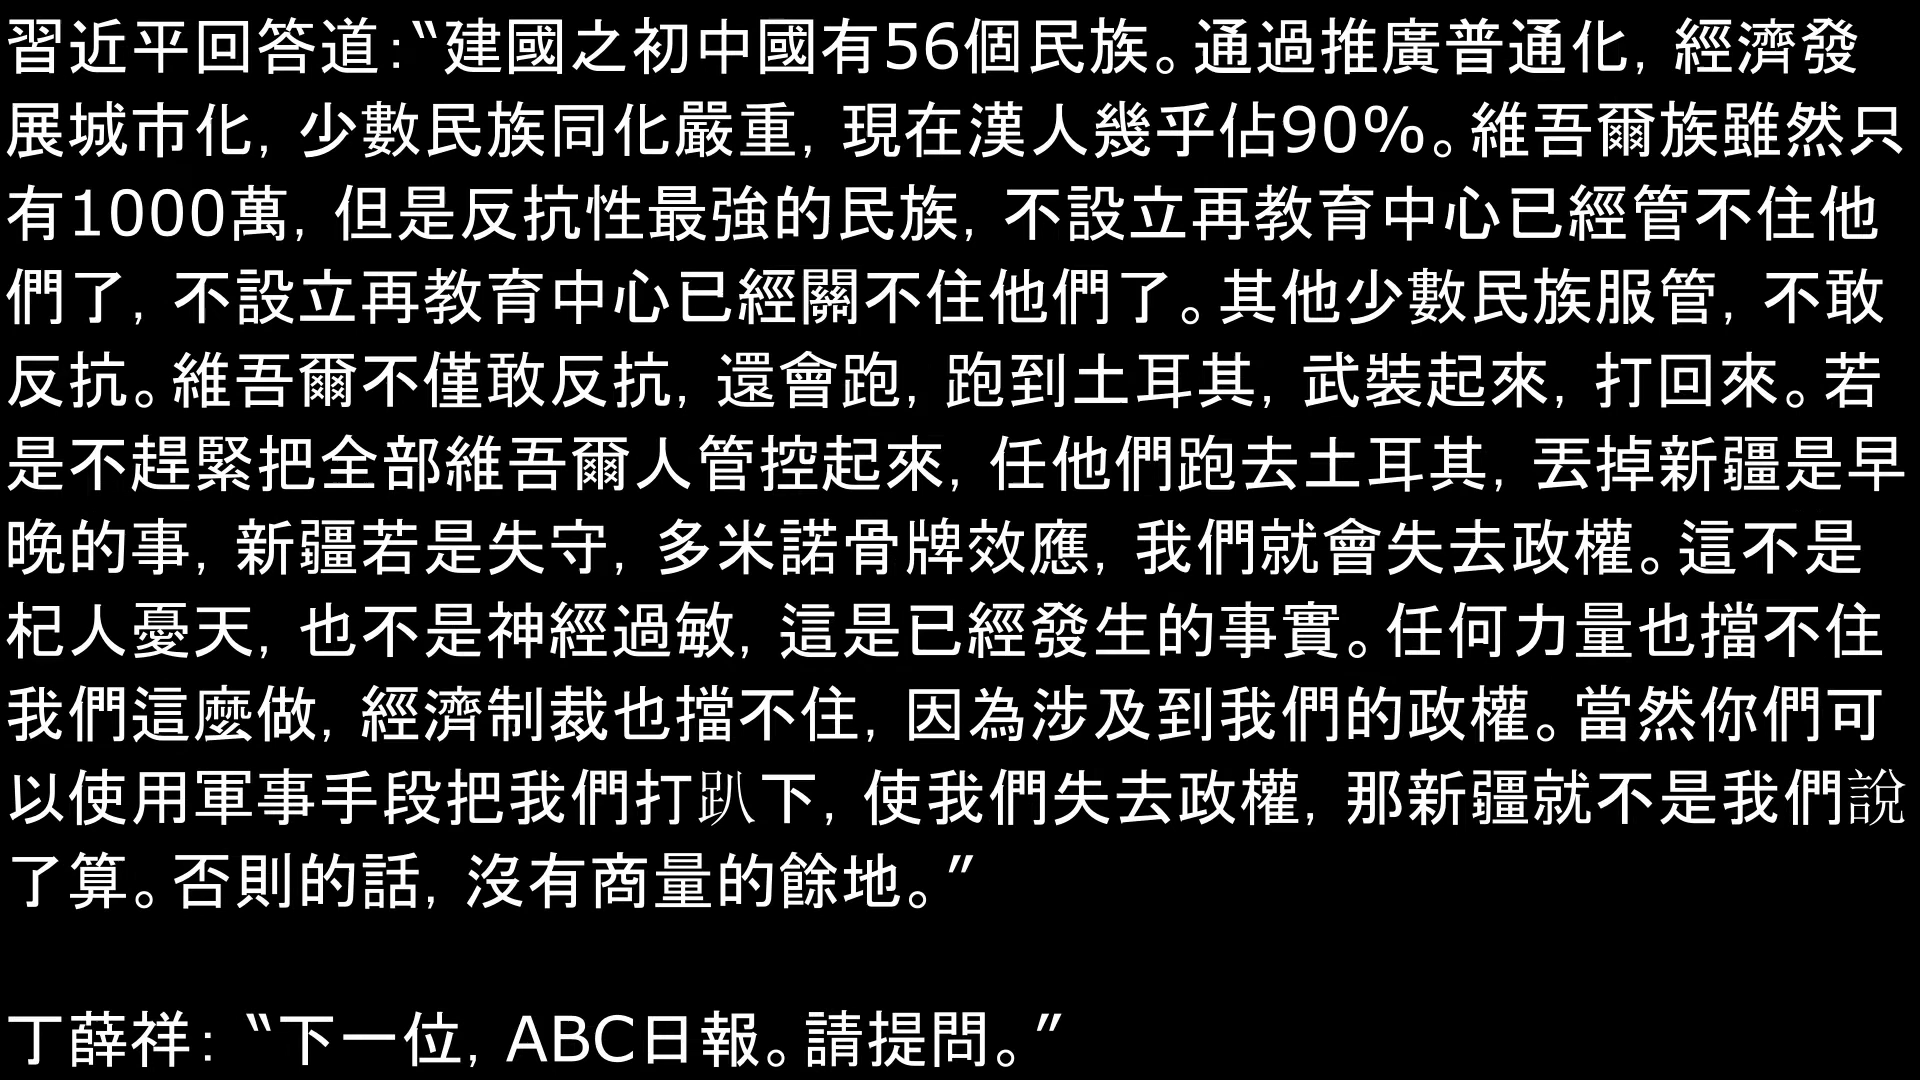 習近平回答道:“建國之初中國有56個民族。通過推廣普通化, 經濟發
展城市化, 少數民族同化嚴重, 現在漢人幾乎佔90%。維吾爾族雖然只
有1000萬, 但是反抗性最強的民族, 不設立再教育中心已經管不住他
們了, 不設立再教育中心已經關不住他們了。其他少數民族服管, 不敢
反抗。維吾爾不僅敢反抗, 還會跑, 跑到土耳其, 武裝起來, 打回來。若
是不趕緊把全部維吾爾人管控起來, 任他們跑去土耳其, 丟掉新疆是早
晚的事, 新疆若是失守, 多米諾骨牌效應, 我們就會失去政權。這不是
杞人憂天, 也不是神經過敏, 這是已經發生的事實。任何力量也擋不住
我們這麼做, 經濟制裁也擋不住, 因為涉及到我們的政權。當然你們可
以使用軍事手段把我們打趴下, 使我們失去政權, 那新疆就不是我們說
了算。否則的話, 沒有商量的餘地。”
丁薛祥: “下一位, ABC日報。請提問。”